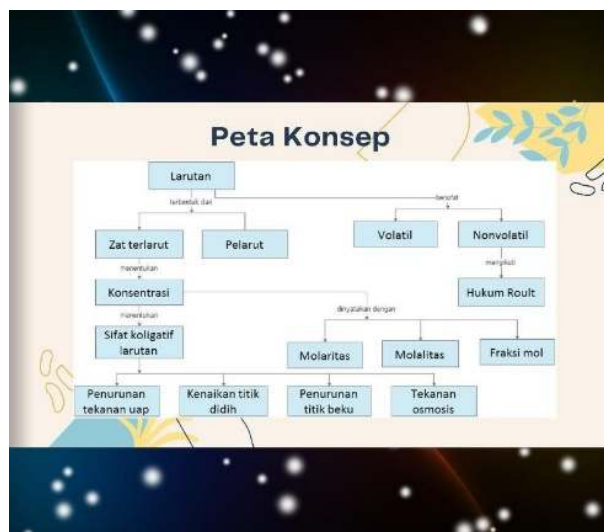 Peta Konsep
Larutan
terbentuk dari
bersifat
Zat terlarut
Pelarut
Volatil
Nonvolatil
menentukan
mengikuti
Konsentrasi
Hukum Roult
menentukan
dinyatakan dengan
Sifat koligatif
larutan
Molaritas
Molalitas
Fraksi mol
Penurunan
tekanan uap
Kenaikan titik
didih
Penurunan
titik beku
Tekanan
osmosis